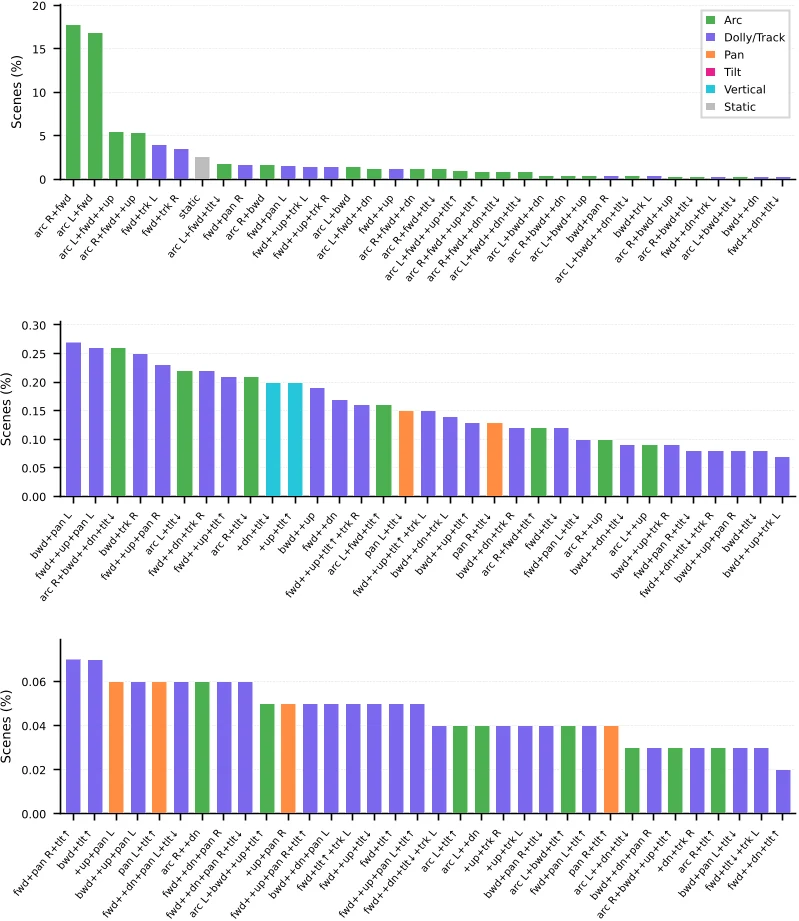 20
15
10
5
0
Scenes (%)
Arc
Dolly/Track
Pan
Tilt
Vertical
Static
arc R+fwd
arc L+fwd
arc L+fwd++up
arc R+fwd++up
fwd+trk L
fwd+trk R
static
arc L+fwd+tlt↓
fwd+pan R
arc R+bwd
fwd+pan L
fwd++up+trk L
fwd++up+trk R
arc L+bwd
arc L+fwd++dn
fwd++up
arc R+fwd++dn
arc R+fwd+tlt↓
arc L+fwd++up+tlt↑
arc R+fwd++up+tlt↑
arc R+fwd++dn+tlt↓
arc L+fwd++dn+tlt↓
arc L+bwd++dn
arc R+bwd++dn
arc L+bwd++up
bwd+pan R
arc L+bwd++dn+tlt↓
bwd+trk L
arc R+bwd++up
arc R+bwd+tlt↓
fwd++dn+trk L
arc L+bwd+tlt↓
bwd++dn
fwd++dn+tlt↓
0.30
0.25
0.20
0.15
0.10
0.05
0.00
Scenes (%)
bwd+pan L
fwd++up+pan L
arc R+bwd++dn+tlt↓
bwd+trk R
fwd++up+pan R
arc L+tlt↓
fwd++dn+trk R
fwd++up+tlt↑
arc R+tlt↓
+dn+tlt↓
+up+tlt↑
bwd++up
fwd++dn
fwd++up+tlt↑+trk R
arc L+fwd+tlt↑
pan L+tlt↓
fwd++up+tlt↑+trk L
bwd++dn+trk L
bwd++up+tlt↑
pan R+tlt↓
bwd++dn+trk R
arc R+fwd+tlt↑
fwd+tlt↓
fwd+pan L+tlt↓
arc R++up
bwd++dn+tlt↓
arc L++up
bwd++up+trk R
fwd+pan R+tlt↓
fwd++dn+tlt↓+trk R
bwd++up+pan R
bwd+tlt↓
bwd++up+trk L
0.06
0.04
0.02
0.00
Scenes (%)
fwd+pan R+tlt↑
bwd+tlt↑
+up+pan L
bwd++up+pan L
pan L+tlt↑
fwd++dn+pan L+tlt↓
arc R++dn
fwd++dn+pan R
fwd++dn+pan R+tlt↓
arc L+bwd++up+tlt↑
+up+pan R
fwd++up+pan R+tlt↑
bwd++dn+pan L
fwd+tlt↑+trk L
fwd++up+tlt↓
fwd+tlt↑
fwd++up+pan L+tlt↑
fwd++dn+tlt↓+trk L
arc L+tlt↑
arc L++dn
+up+trk R
+up+trk L
bwd+pan R+tlt↓
arc L+bwd+tlt↑
fwd+pan L+tlt↑
pan R+tlt↑
arc L++dn+tlt↓
bwd++dn+pan R
arc R+bwd++up+tlt↑
+dn+trk R
arc R+tlt↑
bwd+pan L+tlt↓
fwd+tlt↓+trk L
fwd++dn+tlt↑